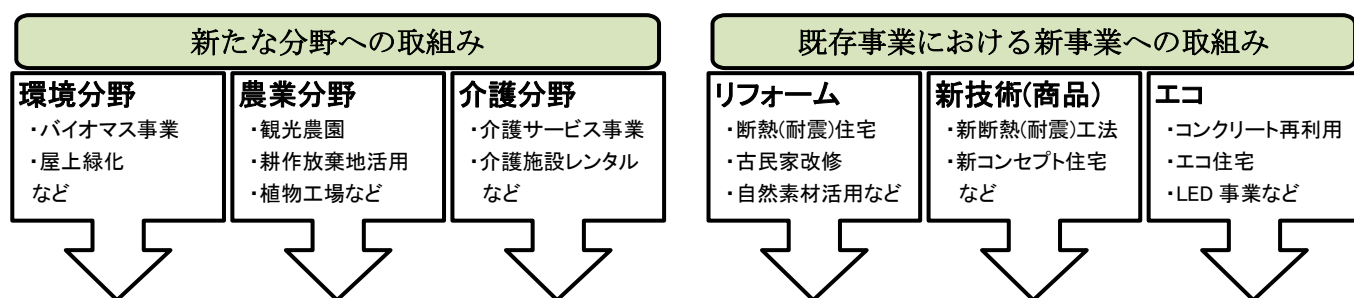 新たな分野への取組み
環境分野
・バイオマス事業
・屋上緑化
など
農業分野
・観光農園
・耕作放棄地活用
・植物工場など
介護分野
・介護サービス事業
・介護施設レンタル
など
既存事業における新事業への取組み
リフォーム
・断熱(耐震)住宅
・古民家改修
・自然素材活用など
新技術(商品)
・新断熱(耐震)工法
・新コンセプト住宅
など
エコ
・コンクリート再利用
・エコ住宅
・LED 事業など